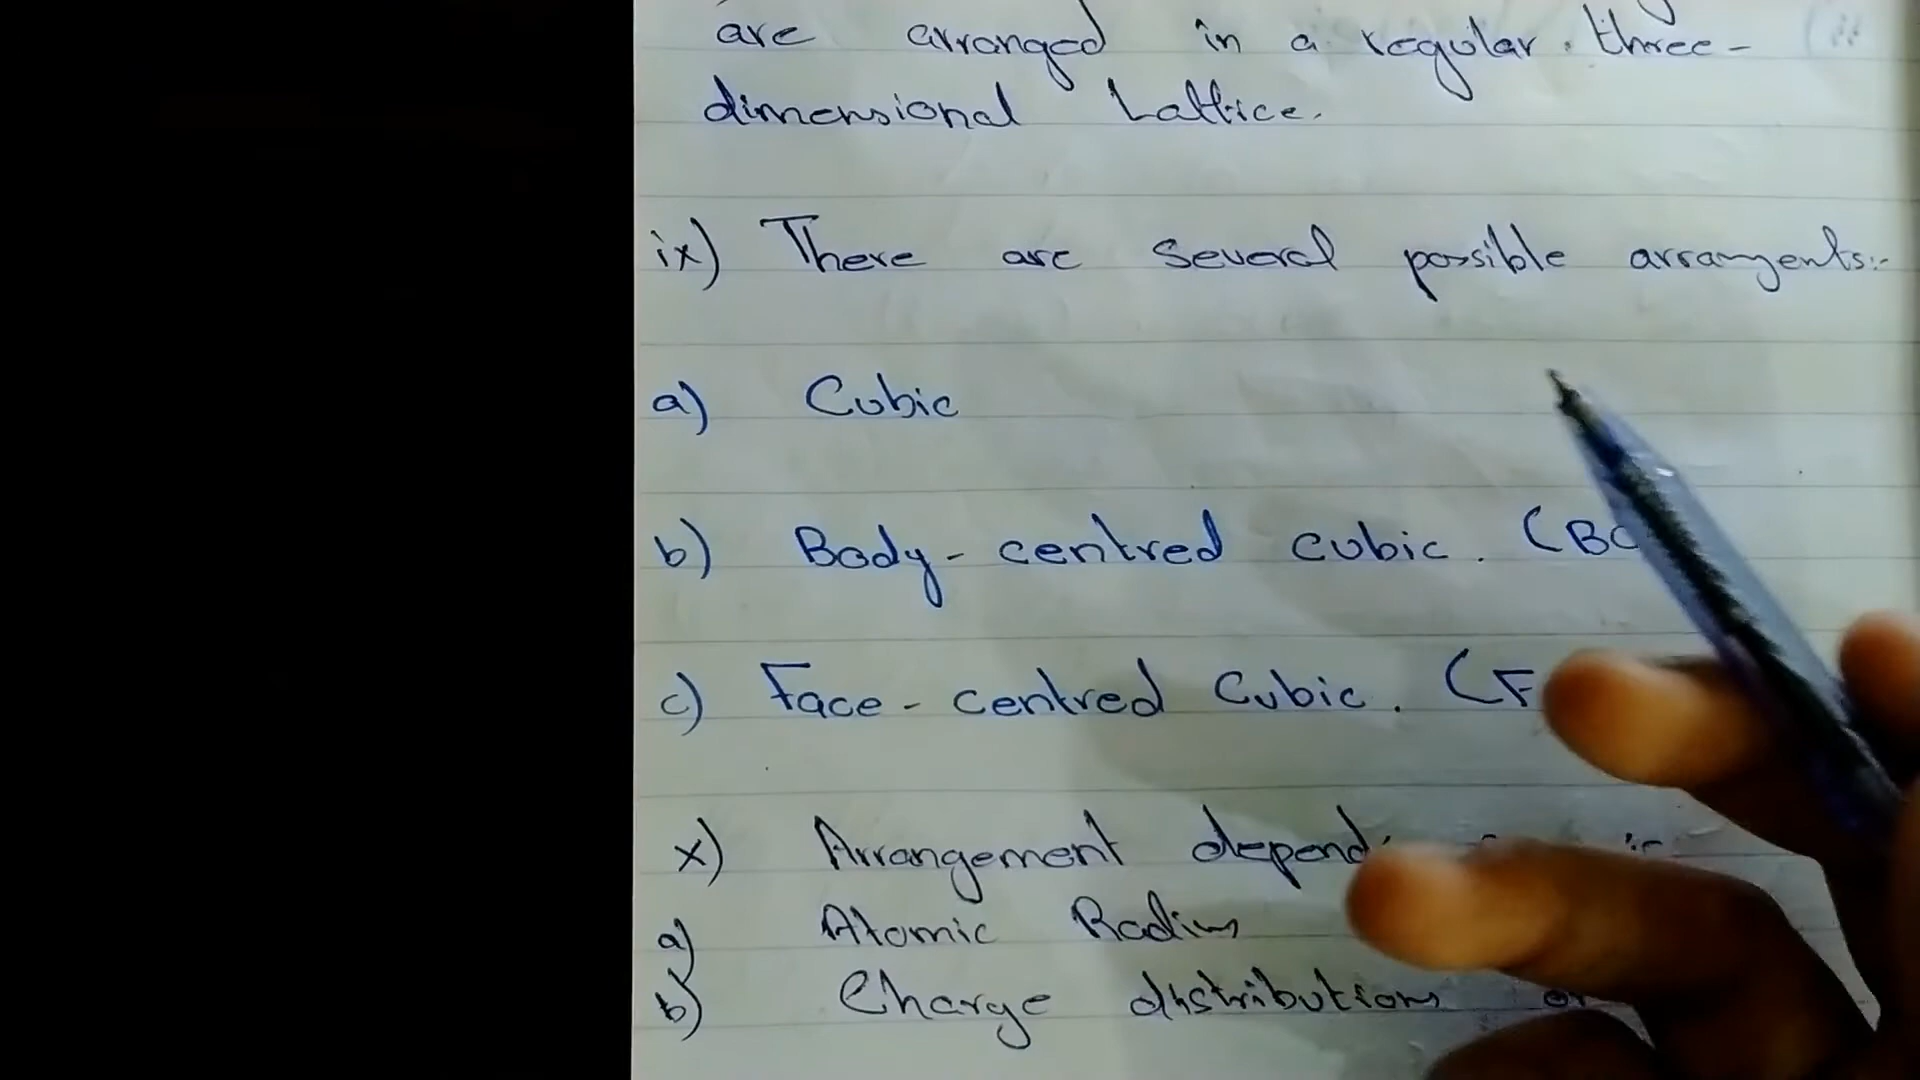 are arranged in a regular three-
dimensional Lattice.
ix) There are several possible arrangents:-
a) Cubic
b) Body-centred cubic. (BC
c) Face-centred Cubic. (F
x) Arrangement depend
a) Atomic Radius
b) Charge distributions